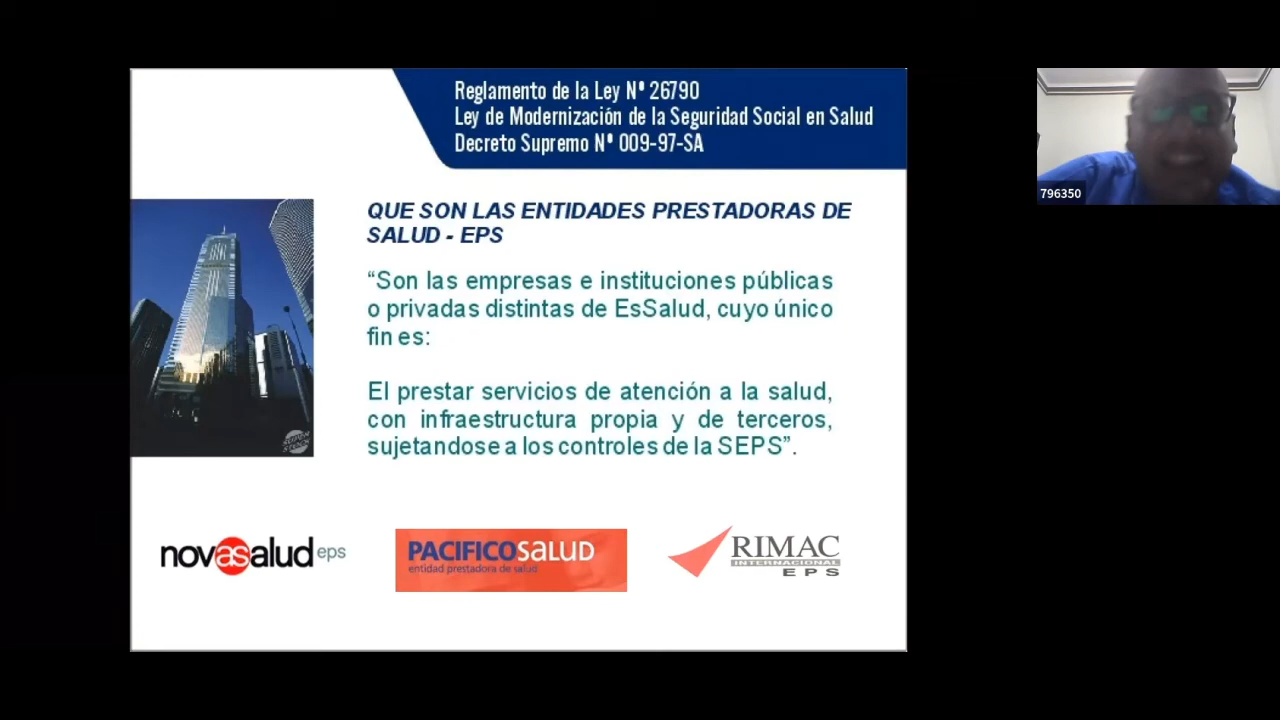 Reglamento de la Ley Nº 26790
Ley de Modernización de la Seguridad Social en Salud
Decreto Supremo Nº 009-97-SA
QUE SON LAS ENTIDADES PRESTADORAS DE
SALUD - EPS
“Son las empresas e instituciones públicas
o privadas distintas de EsSalud, cuyo único
fin es:
El prestar servicios de atención a la salud,
con infraestructura propia y de terceros,
sujetandose a los controles de la SEPS”.
novasalud eps
PACIFICOSALUD
entidad prestadora de salud
RIMAC
INTERNACIONAL
EPS
796350